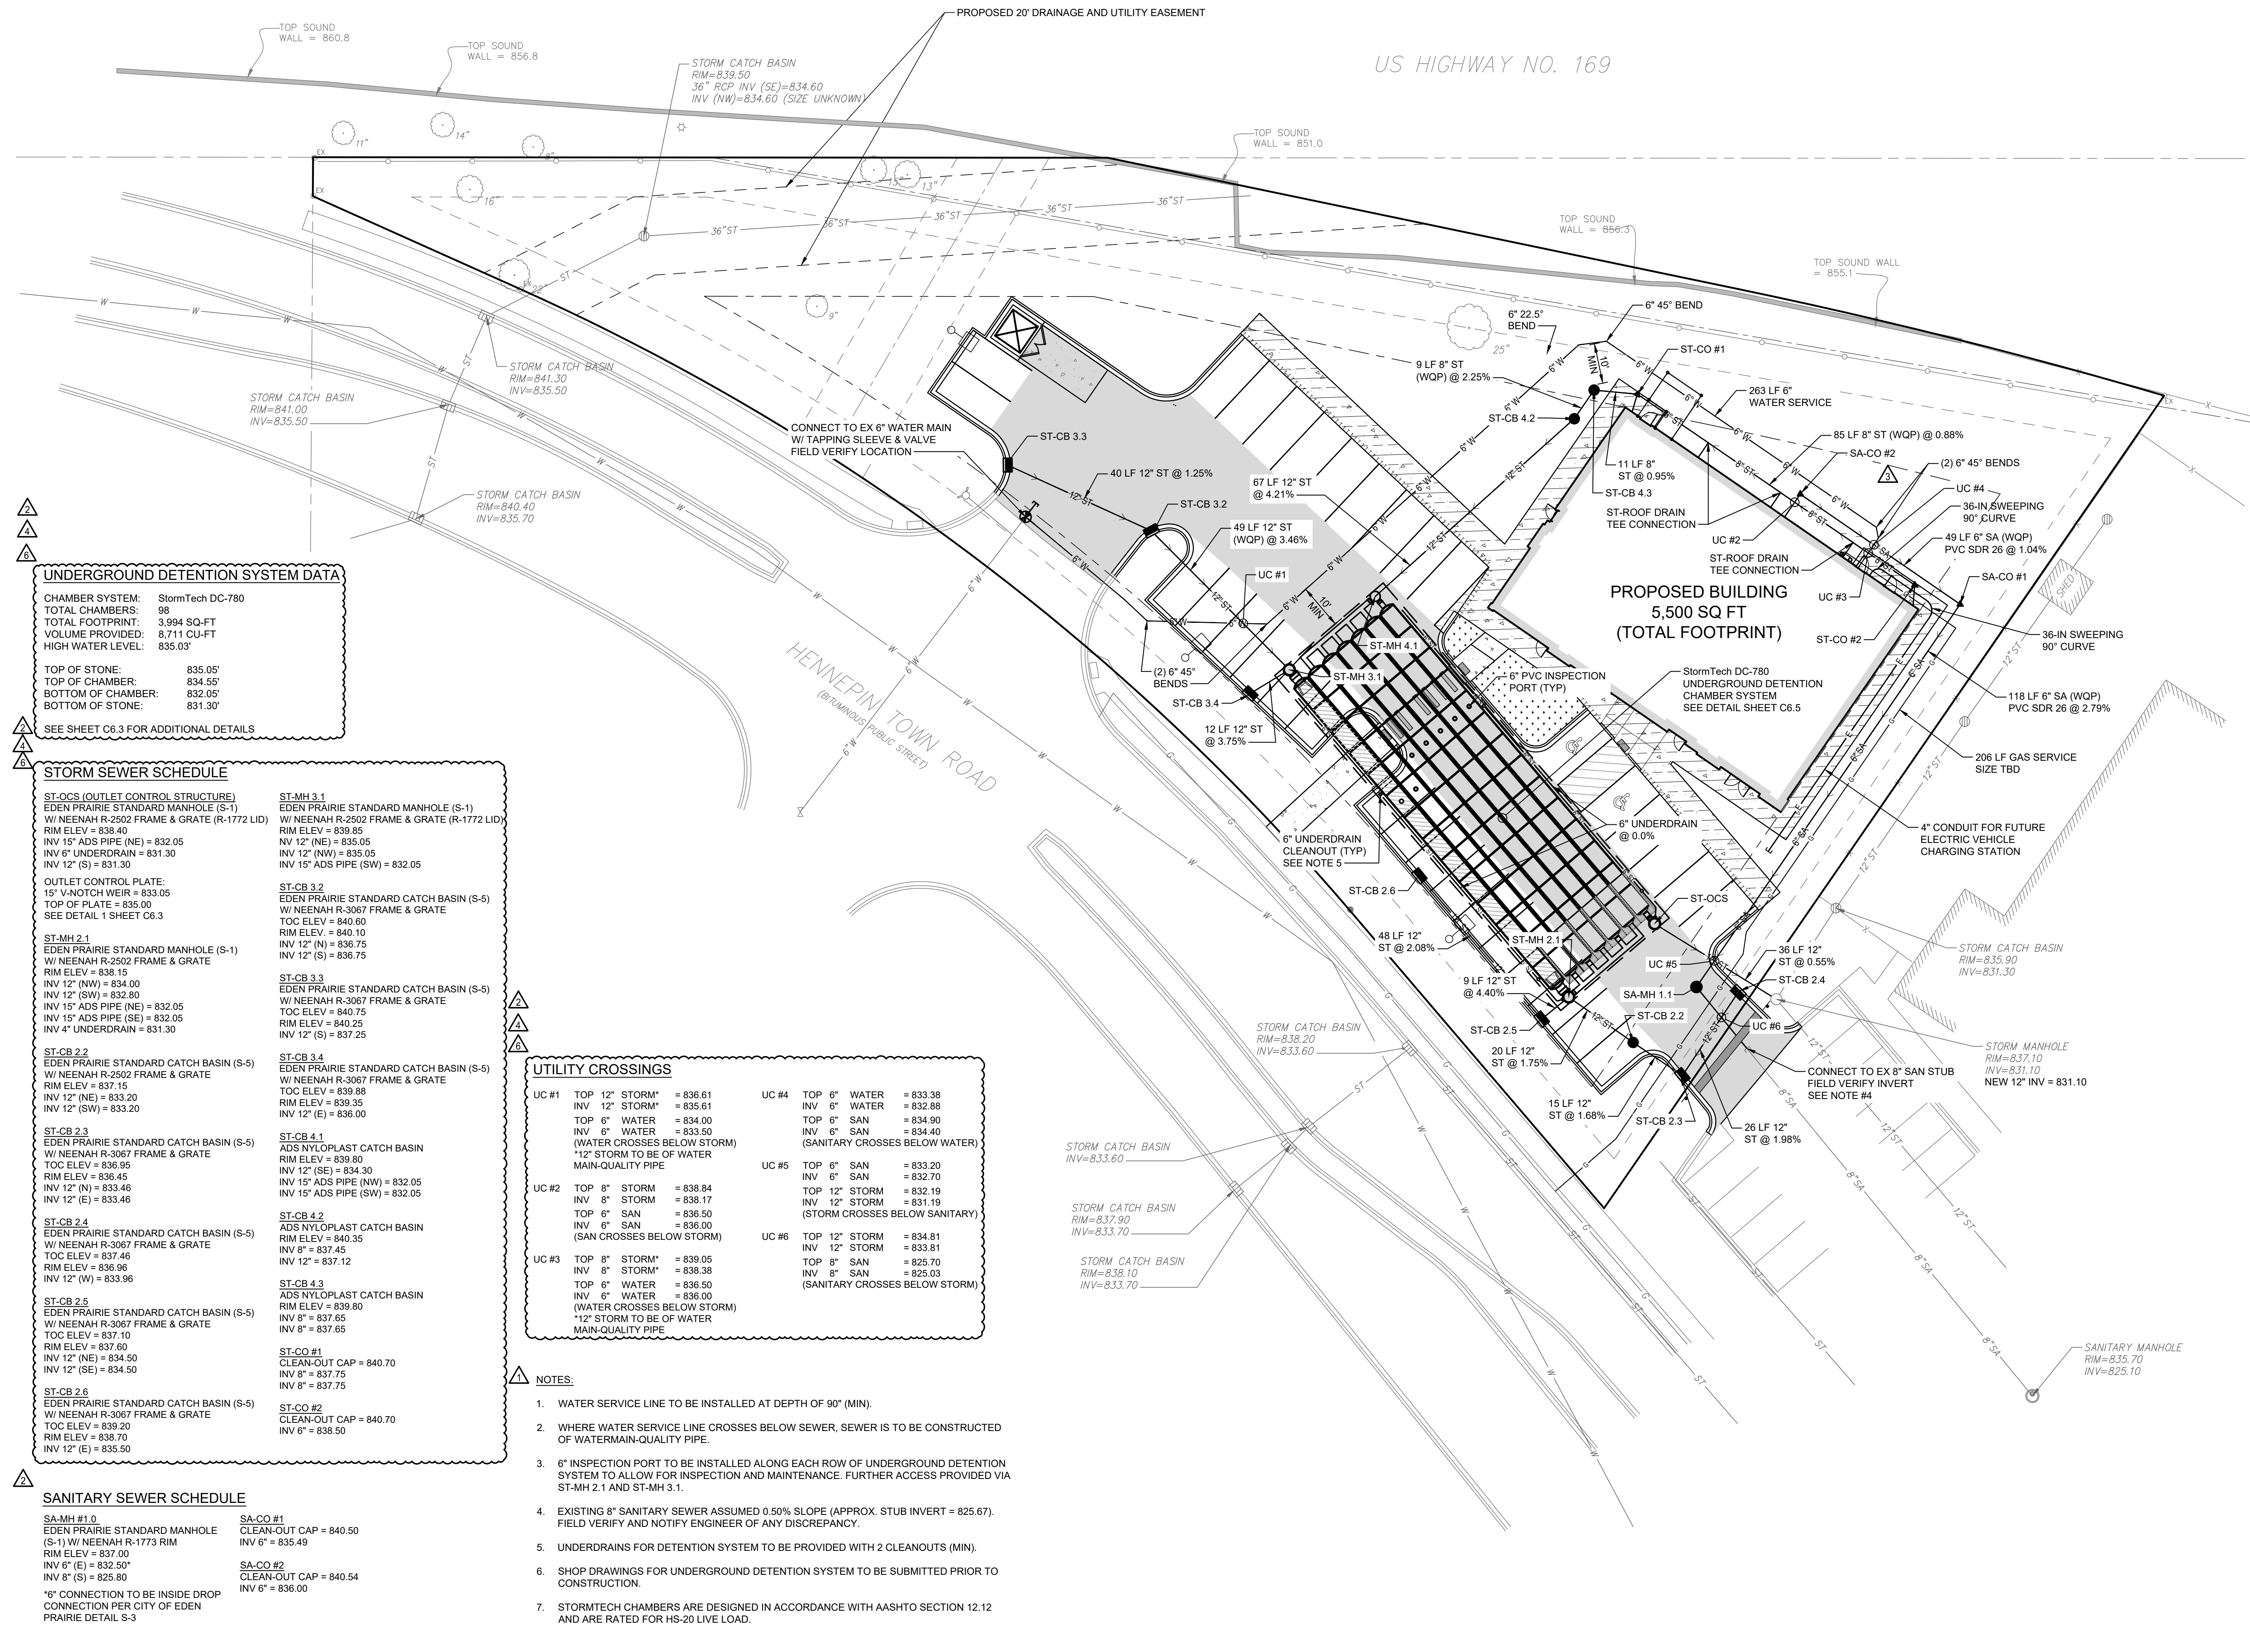 PROPOSED 20' DRAINAGE AND UTILITY EASEMENT
US HIGHWAY NO. 169
TOP SOUND
WALL = 860.8
TOP SOUND
WALL = 856.8
STORM CATCH BASIN
RIM=839.50
36" RCP INV (SE)=834.60
INV (NW)=834.60 (SIZE UNKNOWN)
TOP SOUND
WALL = 851.0
TOP SOUND
WALL = 856.3
TOP SOUND WALL
= 855.1
EX
EX
EX
EX
11"
14"
8"
16"
15"
13"
22"
9"
25"
36"ST
36"ST
36"ST
36"ST
36"ST
STORM CATCH BASIN
RIM=841.30
INV=835.50
STORM CATCH BASIN
RIM=841.00
INV=835.50
STORM CATCH BASIN
RIM=840.40
INV=835.70
CONNECT TO EX 6" WATER MAIN
W/ TAPPING SLEEVE & VALVE
FIELD VERIFY LOCATION
ST-CB 3.3
40 LF 12" ST @ 1.25%
ST-CB 3.2
67 LF 12" ST
@ 4.21%
49 LF 12" ST
(WQP) @ 3.46%
UC #1
10'
MIN
(2) 6" 45°
BENDS
ST-CB 3.4
12 LF 12" ST
@ 3.75%
ST-MH 4.1
ST-MH 3.1
6" 22.5°
BEND
6" 45° BEND
10'
MIN
ST-CO #1
9 LF 8" ST
(WQP) @ 2.25%
ST-CB 4.2
263 LF 6"
WATER SERVICE
85 LF 8" ST (WQP) @ 0.88%
SA-CO #2
3
(2) 6" 45° BENDS
UC #4
36-IN SWEEPING
90° CURVE
49 LF 6" SA (WQP)
PVC SDR 26 @ 1.04%
SA-CO #1
11 LF 8"
ST @ 0.95%
ST-CB 4.3
ST-ROOF DRAIN
TEE CONNECTION
UC #2
ST-ROOF DRAIN
TEE CONNECTION
UC #3
ST-CO #2
PROPOSED BUILDING
5,500 SQ FT
(TOTAL FOOTPRINT)
SHED
36-IN SWEEPING
90° CURVE
6" PVC INSPECTION
PORT (TYP)
StormTech DC-780
UNDERGROUND DETENTION
CHAMBER SYSTEM
SEE DETAIL SHEET C6.5
118 LF 6" SA (WQP)
PVC SDR 26 @ 2.79%
206 LF GAS SERVICE
SIZE TBD
4" CONDUIT FOR FUTURE
ELECTRIC VEHICLE
CHARGING STATION
6" UNDERDRAIN
@ 0.0%
6" UNDERDRAIN
CLEANOUT (TYP)
SEE NOTE 5
ST-CB 2.6
48 LF 12"
ST @ 2.08%
ST-MH 2.1
ST-OCS
9 LF 12" ST
@ 4.40%
UC #5
36 LF 12"
ST @ 0.55%
ST-CB 2.4
SA-MH 1.1
ST-CB 2.2
UC #6
ST-CB 2.5
20 LF 12"
ST @ 1.75%
CONNECT TO EX 8" SAN STUB
FIELD VERIFY INVERT
SEE NOTE #4
15 LF 12"
ST @ 1.68%
ST-CB 2.3
26 LF 12"
ST @ 1.98%
STORM CATCH BASIN
RIM=835.90
INV=831.30
STORM MANHOLE
RIM=837.10
INV=831.10
NEW 12" INV = 831.10
STORM CATCH BASIN
RIM=838.20
INV=833.60
STORM CATCH BASIN
INV=833.60
STORM CATCH BASIN
RIM=837.90
INV=833.70
STORM CATCH BASIN
RIM=838.10
INV=833.70
SANITARY MANHOLE
RIM=835.70
INV=825.10
HENNEPIN TOWN ROAD
(BITUMINOUS PUBLIC STREET)
2
4
6
UNDERGROUND DETENTION SYSTEM DATA
CHAMBER SYSTEM: StormTech DC-780
TOTAL CHAMBERS: 98
TOTAL FOOTPRINT: 3,994 SQ-FT
VOLUME PROVIDED: 8,711 CU-FT
HIGH WATER LEVEL: 835.03'
TOP OF STONE: 835.05'
TOP OF CHAMBER: 834.55'
BOTTOM OF CHAMBER: 832.05'
BOTTOM OF STONE: 831.30'
SEE SHEET C6.3 FOR ADDITIONAL DETAILS
2
4
6
STORM SEWER SCHEDULE
ST-OCS (OUTLET CONTROL STRUCTURE)
EDEN PRAIRIE STANDARD MANHOLE (S-1)
W/ NEENAH R-2502 FRAME & GRATE (R-1772 LID)
RIM ELEV = 838.40
INV 15" ADS PIPE (NE) = 832.05
INV 6" UNDERDRAIN = 831.30
INV 12" (S) = 831.30
OUTLET CONTROL PLATE:
15° V-NOTCH WEIR = 833.05
TOP OF PLATE = 835.00
SEE DETAIL 1 SHEET C6.3
ST-MH 2.1
EDEN PRAIRIE STANDARD MANHOLE (S-1)
W/ NEENAH R-2502 FRAME & GRATE
RIM ELEV = 838.15
INV 12" (NW) = 834.00
INV 12" (SW) = 832.80
INV 15" ADS PIPE (NE) = 832.05
INV 15" ADS PIPE (SE) = 832.05
INV 4" UNDERDRAIN = 831.30
ST-CB 2.2
EDEN PRAIRIE STANDARD CATCH BASIN (S-5)
W/ NEENAH R-2502 FRAME & GRATE
RIM ELEV = 837.15
INV 12" (NE) = 833.20
INV 12" (SW) = 833.20
ST-CB 2.3
EDEN PRAIRIE STANDARD CATCH BASIN (S-5)
W/ NEENAH R-3067 FRAME & GRATE
TOC ELEV = 836.95
RIM ELEV = 836.45
INV 12" (N) = 833.46
INV 12" (E) = 833.46
ST-CB 2.4
EDEN PRAIRIE STANDARD CATCH BASIN (S-5)
W/ NEENAH R-3067 FRAME & GRATE
TOC ELEV = 837.46
RIM ELEV = 836.96
INV 12" (W) = 833.96
ST-CB 2.5
EDEN PRAIRIE STANDARD CATCH BASIN (S-5)
W/ NEENAH R-3067 FRAME & GRATE
TOC ELEV = 837.10
RIM ELEV = 837.60
INV 12" (NE) = 834.50
INV 12" (SE) = 834.50
ST-CB 2.6
EDEN PRAIRIE STANDARD CATCH BASIN (S-5)
W/ NEENAH R-3067 FRAME & GRATE
TOC ELEV = 839.20
RIM ELEV = 838.70
INV 12" (E) = 835.50
ST-MH 3.1
EDEN PRAIRIE STANDARD MANHOLE (S-1)
W/ NEENAH R-2502 FRAME & GRATE (R-1772 LID)
RIM ELEV = 839.85
NV 12" (NE) = 835.05
INV 12" (NW) = 835.05
INV 15" ADS PIPE (SW) = 832.05
ST-CB 3.2
EDEN PRAIRIE STANDARD CATCH BASIN (S-5)
W/ NEENAH R-3067 FRAME & GRATE
TOC ELEV = 840.60
RIM ELEV. = 840.10
INV 12" (N) = 836.75
INV 12" (S) = 836.75
ST-CB 3.3
EDEN PRAIRIE STANDARD CATCH BASIN (S-5)
W/ NEENAH R-3067 FRAME & GRATE
TOC ELEV = 840.75
RIM ELEV = 840.25
INV 12" (S) = 837.25
ST-CB 3.4
EDEN PRAIRIE STANDARD CATCH BASIN (S-5)
W/ NEENAH R-3067 FRAME & GRATE
TOC ELEV = 839.88
RIM ELEV = 839.35
INV 12" (E) = 836.00
ST-CB 4.1
ADS NYLOPLAST CATCH BASIN
RIM ELEV = 839.80
INV 12" (SE) = 834.30
INV 15" ADS PIPE (NW) = 832.05
INV 15" ADS PIPE (SW) = 832.05
ST-CB 4.2
ADS NYLOPLAST CATCH BASIN
RIM ELEV = 840.35
INV 8" = 837.45
INV 12" = 837.12
ST-CB 4.3
ADS NYLOPLAST CATCH BASIN
RIM ELEV = 839.80
INV 8" = 837.65
INV 8" = 837.65
ST-CO #1
CLEAN-OUT CAP = 840.70
INV 8" = 837.75
INV 8" = 837.75
ST-CO #2
CLEAN-OUT CAP = 840.70
INV 6" = 838.50
2
4
6
UTILITY CROSSINGS
UC #1 TOP 12" STORM* = 836.61
INV 12" STORM* = 835.61
TOP 6" WATER = 834.00
INV 6" WATER = 833.50
(WATER CROSSES BELOW STORM)
*12" STORM TO BE OF WATER
MAIN-QUALITY PIPE
UC #2 TOP 8" STORM = 838.84
INV 8" STORM = 838.17
TOP 6" SAN = 836.50
INV 6" SAN = 836.00
(SAN CROSSES BELOW STORM)
UC #3 TOP 8" STORM* = 839.05
INV 8" STORM* = 838.38
TOP 6" WATER = 836.50
INV 6" WATER = 836.00
(WATER CROSSES BELOW STORM)
*12" STORM TO BE OF WATER
MAIN-QUALITY PIPE
UC #4 TOP 6" WATER = 833.38
INV 6" WATER = 832.88
TOP 6" SAN = 834.90
INV 6" SAN = 834.40
(SANITARY CROSSES BELOW WATER)
UC #5 TOP 6" SAN = 833.20
INV 6" SAN = 832.70
TOP 12" STORM = 832.19
INV 12" STORM = 831.19
(STORM CROSSES BELOW SANITARY)
UC #6 TOP 12" STORM = 834.81
INV 12" STORM = 833.81
TOP 8" SAN = 825.70
INV 8" SAN = 825.03
(SANITARY CROSSES BELOW STORM)
1
NOTES:
1. WATER SERVICE LINE TO BE INSTALLED AT DEPTH OF 90" (MIN).
2. WHERE WATER SERVICE LINE CROSSES BELOW SEWER, SEWER IS TO BE CONSTRUCTED
OF WATERMAIN-QUALITY PIPE.
3. 6" INSPECTION PORT TO BE INSTALLED ALONG EACH ROW OF UNDERGROUND DETENTION
SYSTEM TO ALLOW FOR INSPECTION AND MAINTENANCE. FURTHER ACCESS PROVIDED VIA
ST-MH 2.1 AND ST-MH 3.1.
4. EXISTING 8" SANITARY SEWER ASSUMED 0.50% SLOPE (APPROX. STUB INVERT = 825.67).
FIELD VERIFY AND NOTIFY ENGINEER OF ANY DISCREPANCY.
5. UNDERDRAINS FOR DETENTION SYSTEM TO BE PROVIDED WITH 2 CLEANOUTS (MIN).
6. SHOP DRAWINGS FOR UNDERGROUND DETENTION SYSTEM TO BE SUBMITTED PRIOR TO
CONSTRUCTION.
7. STORMTECH CHAMBERS ARE DESIGNED IN ACCORDANCE WITH AASHTO SECTION 12.12
AND ARE RATED FOR HS-20 LIVE LOAD.
2
SANITARY SEWER SCHEDULE
SA-MH #1.0
EDEN PRAIRIE STANDARD MANHOLE
(S-1) W/ NEENAH R-1773 RIM
RIM ELEV = 837.00
INV 6" (E) = 832.50*
INV 8" (S) = 825.80
*6" CONNECTION TO BE INSIDE DROP
CONNECTION PER CITY OF EDEN
PRAIRIE DETAIL S-3
SA-CO #1
CLEAN-OUT CAP = 840.50
INV 6" = 835.49
SA-CO #2
CLEAN-OUT CAP = 840.54
INV 6" = 836.00